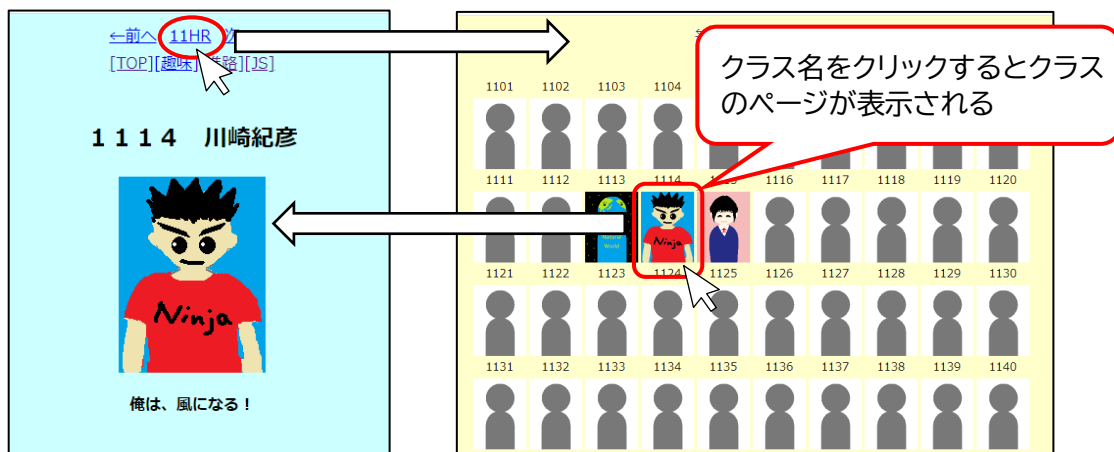 ←前へ 11HR 次
[TOP][趣味][進路][JS]
1114 川崎紀彦
Ninja
俺は、風になる！
クラス名をクリックするとクラス
のページが表示される
1101 1102 1103 1104
1111 1112 1113 1114 1115 1116 1117 1118 1119 1120
Natural
World
Ninja
1121 1122 1123 1124 1125 1126 1127 1128 1129 1130
1131 1132 1133 1134 1135 1136 1137 1138 1139 1140